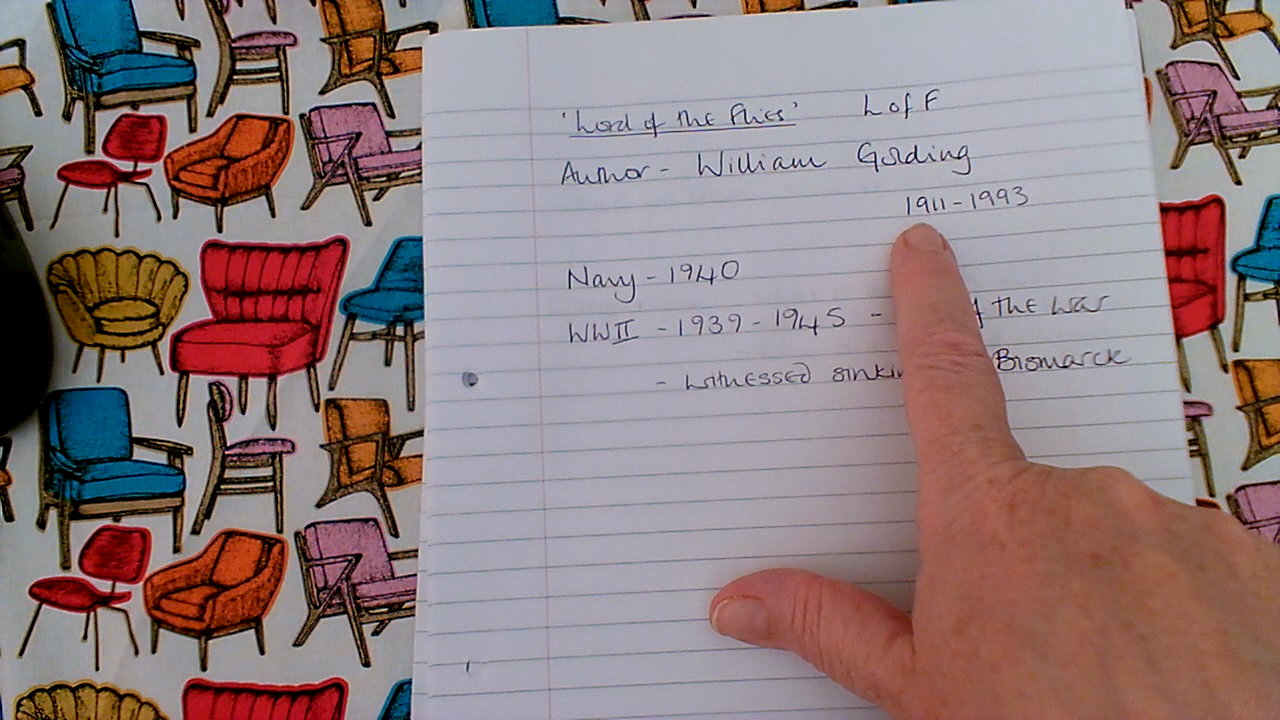 'Lord of the Flies' L of F
Author - William Golding
1911-1993
Navy - 1940
WWII - 1939 - 1945 - the war
- witnessed Bismarck